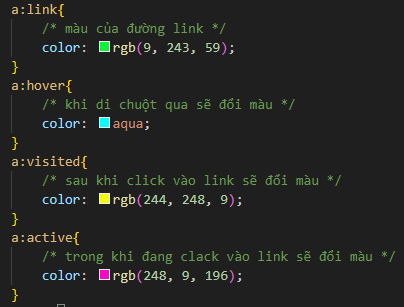 a:link{
/* màu của đường link */
color: rgb(9, 243, 59);
}
a:hover{
/* khi di chuột qua sẽ đổi màu */
color: aqua;
}
a:visited{
/* sau khi click vào link sẽ đổi màu */
color: rgb(244, 248, 9);
}
a:active{
/* trong khi đang clack vào link sẽ đổi màu */
color: rgb(248, 9, 196);
}